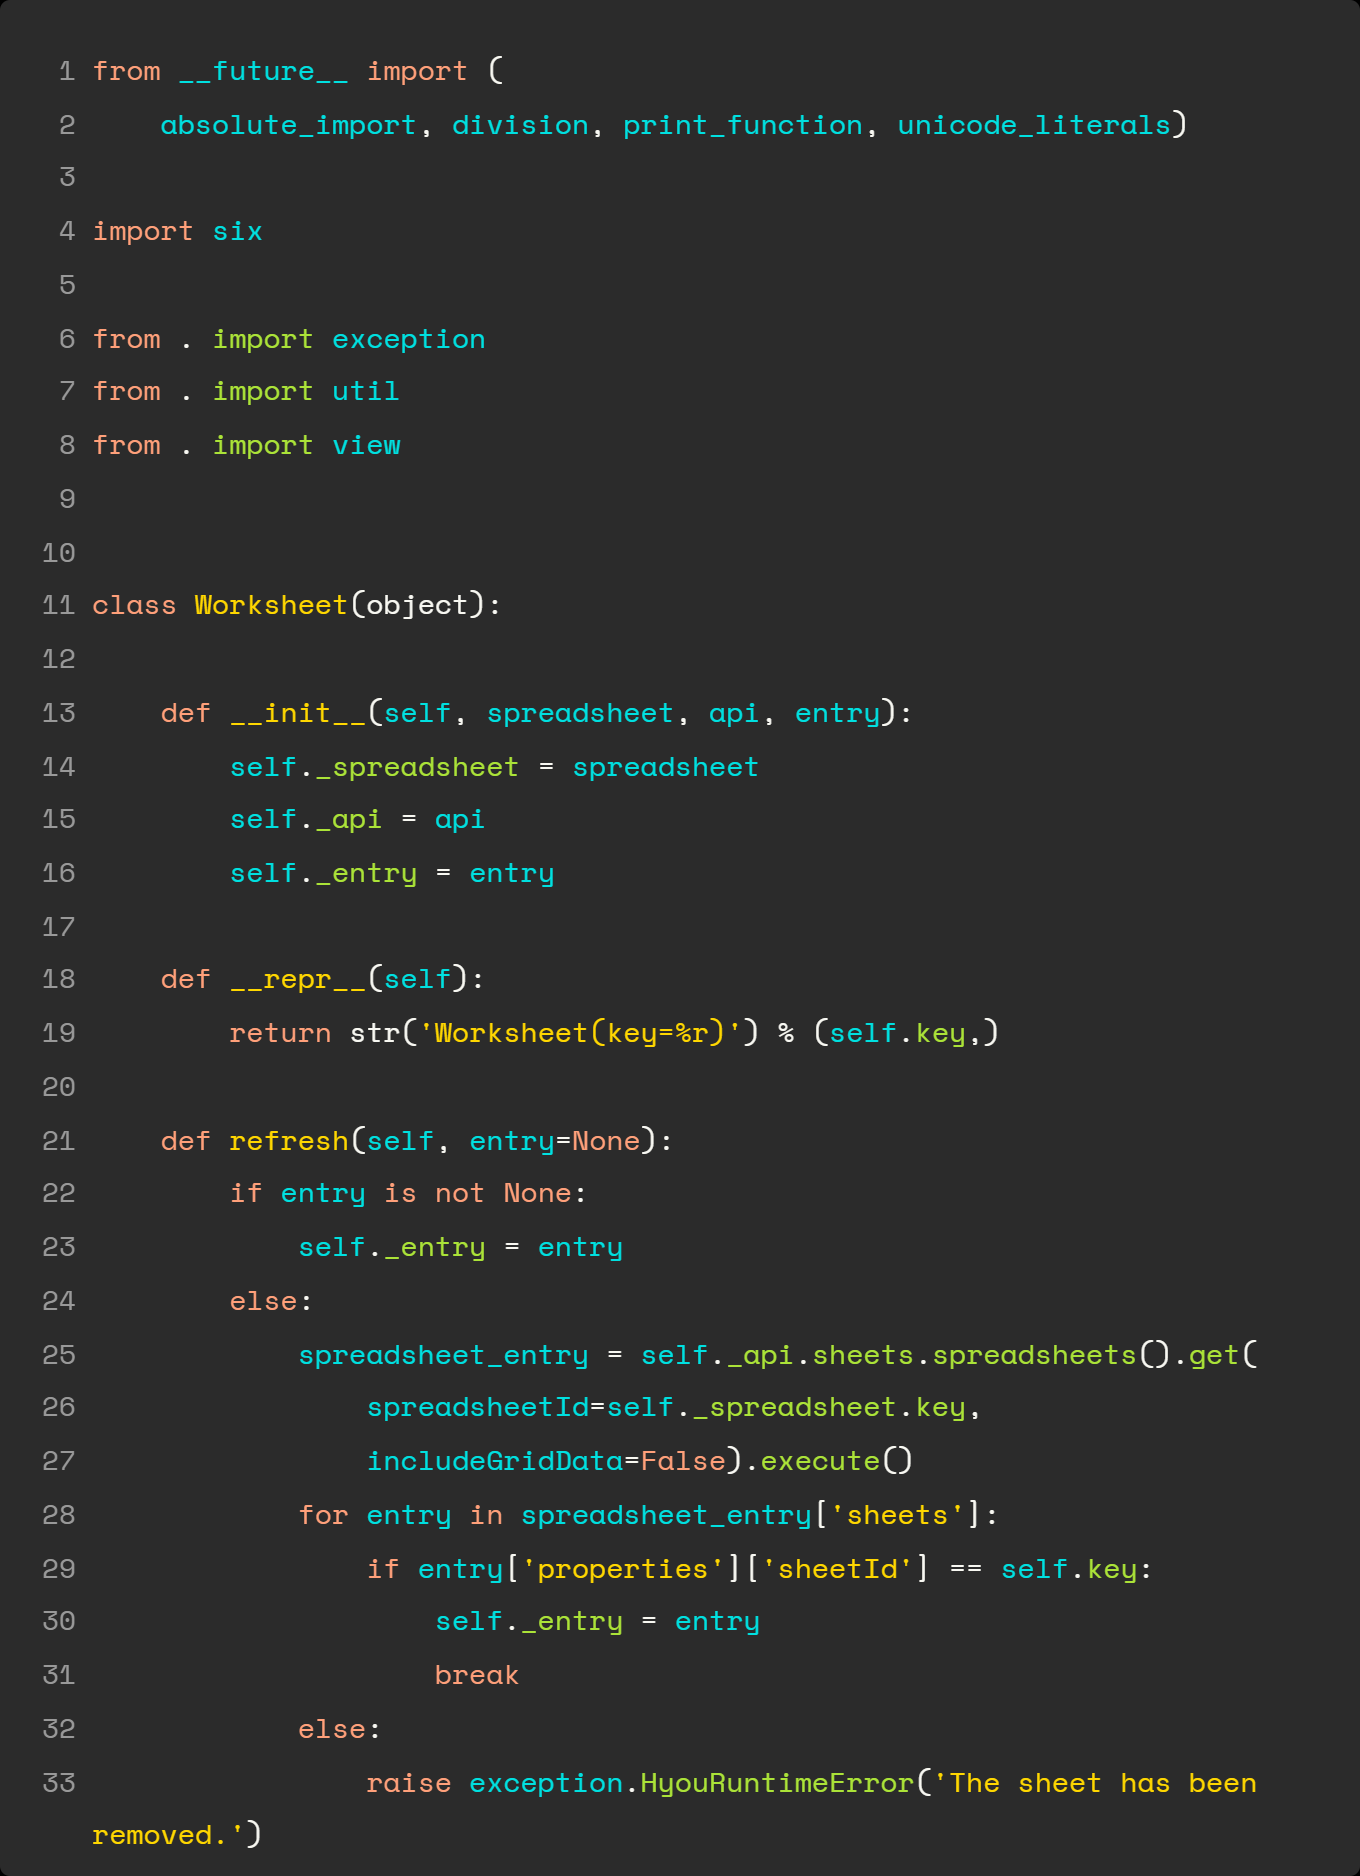 1 from __future__ import (
2     absolute_import, division, print_function, unicode_literals)
3
4 import six
5
6 from . import exception
7 from . import util
8 from . import view
9
10
11 class Worksheet(object):
12
13     def __init__(self, spreadsheet, api, entry):
14         self._spreadsheet = spreadsheet
15         self._api = api
16         self._entry = entry
17
18     def __repr__(self):
19         return str('Worksheet(key=%r)') % (self.key,)
20
21     def refresh(self, entry=None):
22         if entry is not None:
23             self._entry = entry
24         else:
25             spreadsheet_entry = self._api.sheets.spreadsheets().get(
26                 spreadsheetId=self._spreadsheet.key,
27                 includeGridData=False).execute()
28             for entry in spreadsheet_entry['sheets']:
29                 if entry['properties']['sheetId'] == self.key:
30                     self._entry = entry
31                     break
32             else:
33                 raise exception.HyouRuntimeError('The sheet has been
removed.')